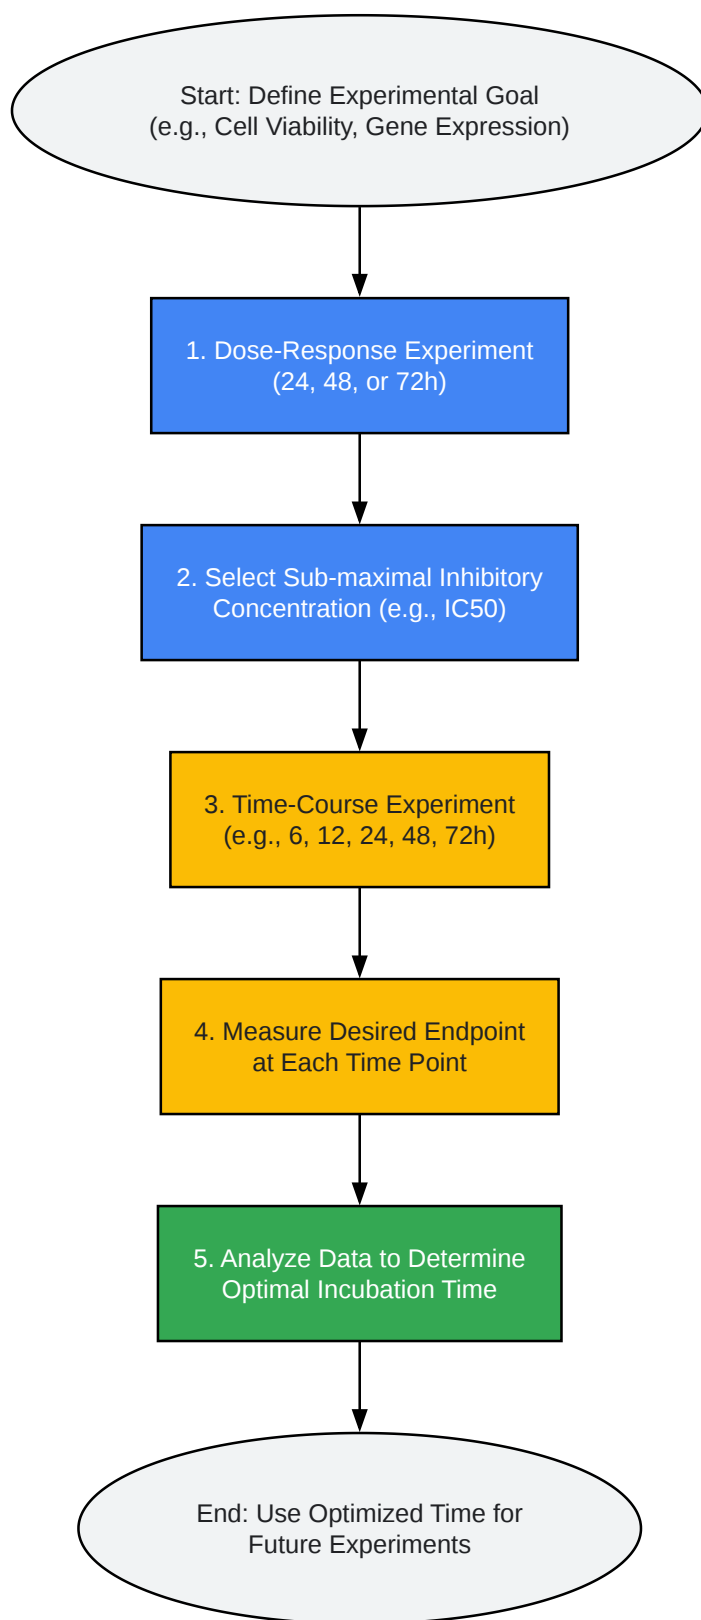 Start: Define Experimental Goal
(e.g., Cell Viability, Gene Expression)
1. Dose-Response Experiment
(24, 48, or 72h)
2. Select Sub-maximal Inhibitory
Concentration (e.g., IC50)
3. Time-Course Experiment
(e.g., 6, 12, 24, 48, 72h)
4. Measure Desired Endpoint
at Each Time Point
5. Analyze Data to Determine
Optimal Incubation Time
End: Use Optimized Time for
Future Experiments